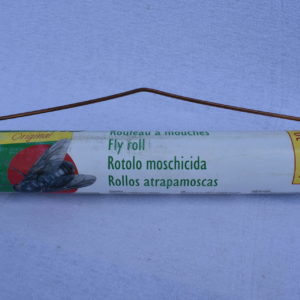 Original
Rouleau à mouches
Fly roll
Rotolo moschicida
Rollos atrapamoscas